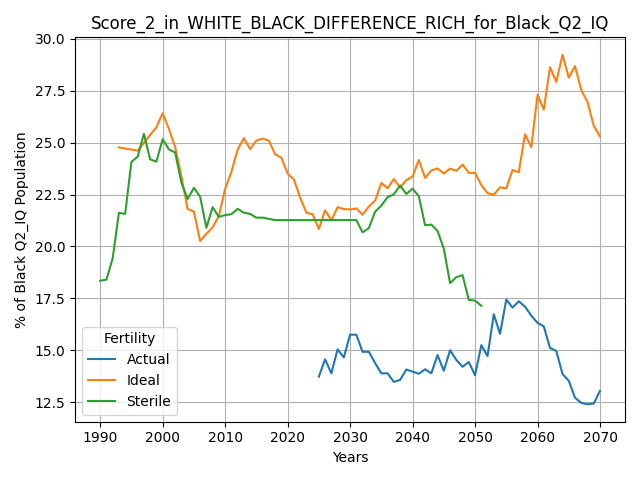 Score_2_in_WHITE_BLACK_DIFFERENCE_RICH_for_Black_Q2_IQ
30.0
27.5
25.0
22.5
20.0
17.5
15.0
12.5
% of Black Q2_IQ Population
Fertility
Actual
Ideal
Sterile
1990 2000 2010 2020 2030 2040 2050 2060 2070
Years